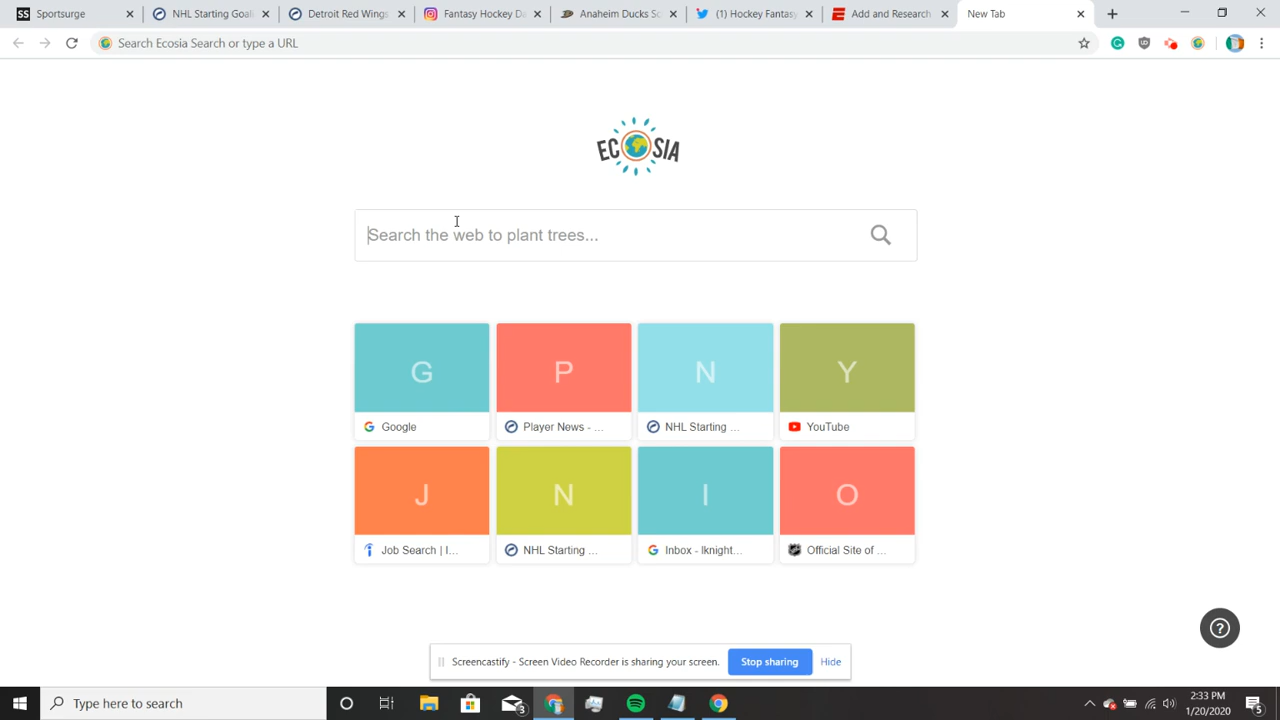 Sportsurge
NHL Starting Goal
Detroit Red Wings
Fantasy Hockey D
Anaheim Ducks Sc
(1) Hockey Fantasy
Add and Research
New Tab
Search Ecosia Search or type a URL
ECOSIA
Search the web to plant trees...
G
P
N
Y
Google
Player News - ...
NHL Starting ...
YouTube
J
N
I
O
Job Search | I...
NHL Starting ...
Inbox - lknight...
Official Site of ...
Screencastify - Screen Video Recorder is sharing your screen.
Stop sharing
Hide
Type here to search
3
2:33 PM
1/20/2020
5